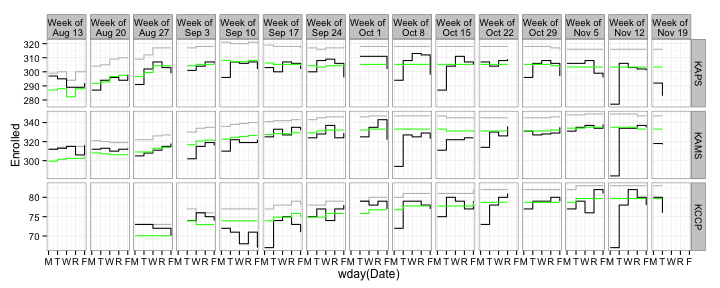 Week of Week of Week of Week of Week of Week of Week of Week of Week of Week of Week of Week of Week of Week of Week of
Aug 13 Aug 20 Aug 27 Sep 3 Sep 10 Sep 17 Sep 24 Oct 1 Oct 8 Oct 15 Oct 22 Oct 29 Nov 5 Nov 12 Nov 19
320
310
300
290
280
KAPS
340
320
300
KAMS
80
75
70
KCCP
Enrolled
M T W R F M T W R F M T W R F M T W R F M T W R F M T W R F M T W R F M T W R F M T W R F M T W R F M T W R F M T W R F M T W R F M T W R F M T W R F
wday(Date)